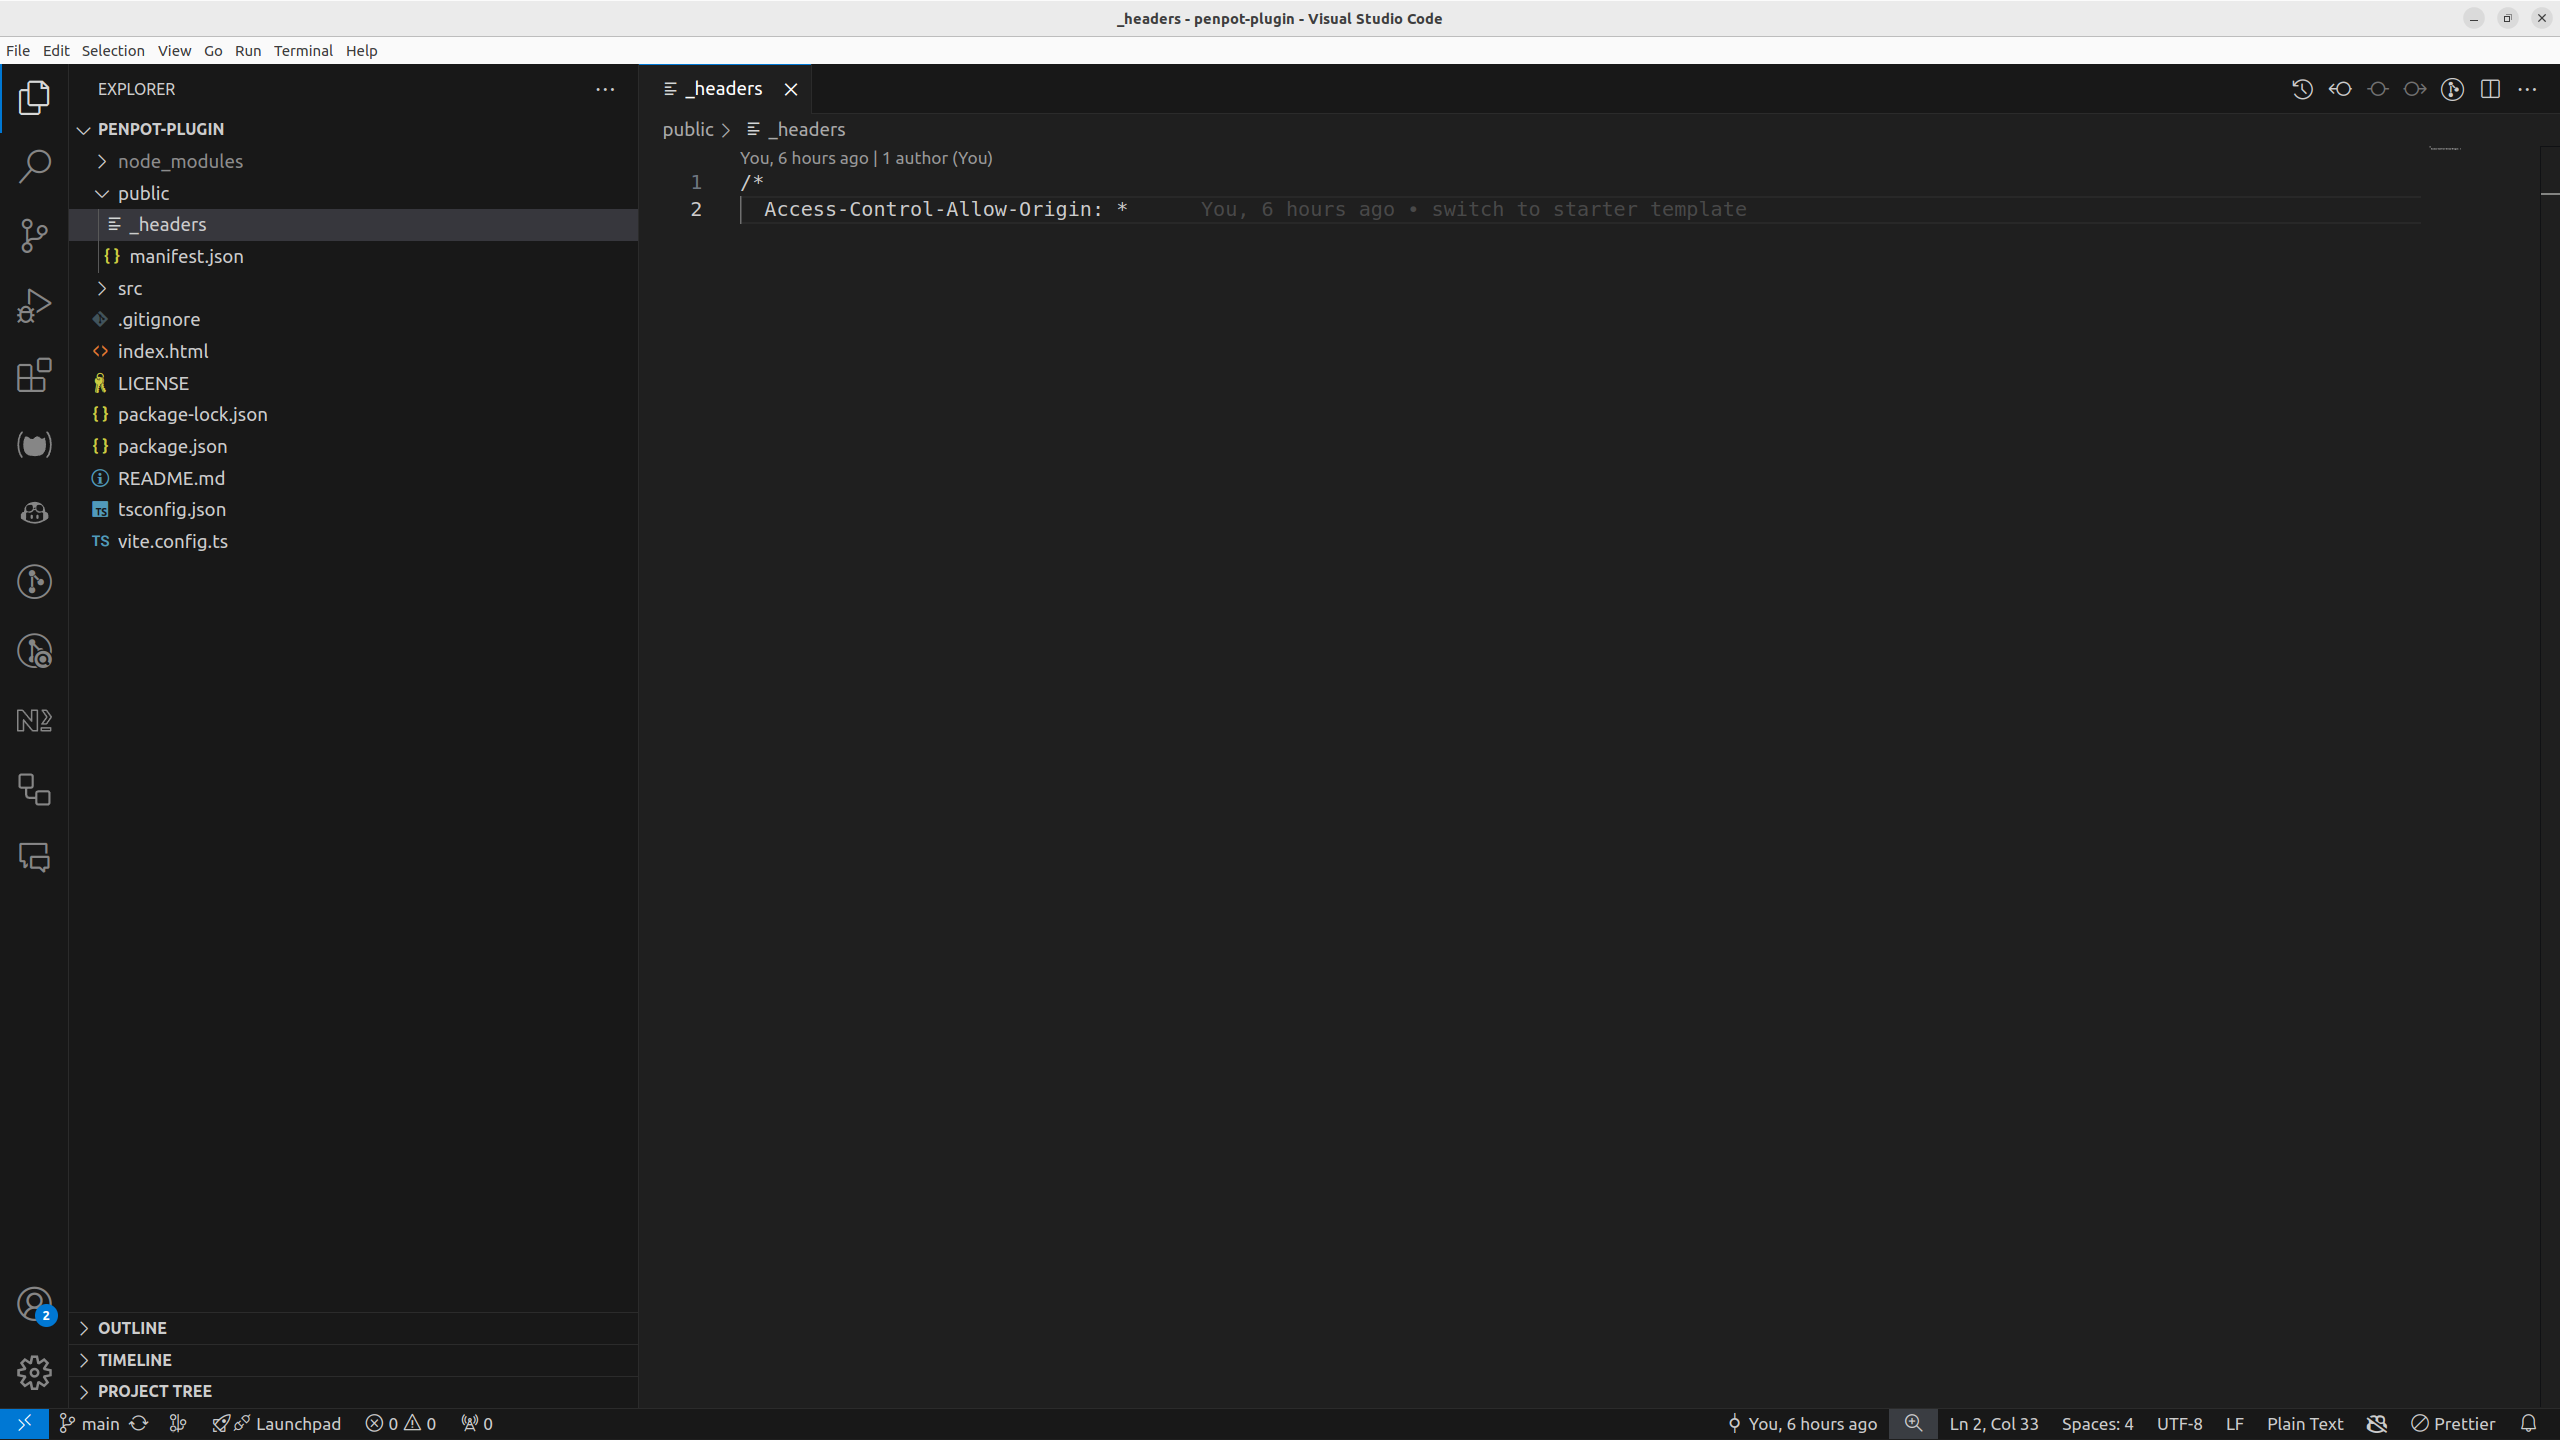 _headers - penpot-plugin - Visual Studio Code
File Edit Selection View Go Run Terminal Help
EXPLORER
PENPOT-PLUGIN
node_modules
public
_headers
manifest.json
src
.gitignore
index.html
LICENSE
package-lock.json
package.json
README.md
TS tsconfig.json
TS vite.config.ts
2
OUTLINE
TIMELINE
PROJECT TREE
_headers
public _headers
You, 6 hours ago | 1 author (You)
1 /*
2 Access-Control-Allow-Origin: * You, 6 hours ago • switch to starter template
main Launchpad 0 0 0 You, 6 hours ago Ln 2, Col 33 Spaces: 4 UTF-8 LF Plain Text Prettier